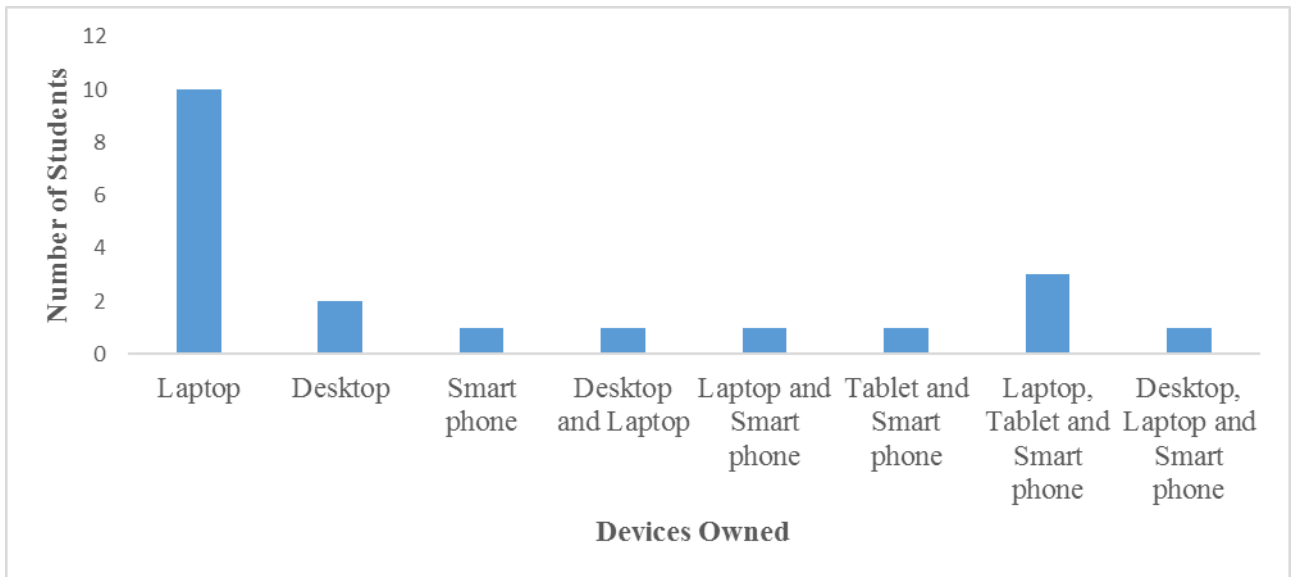 Number of Students
12
10
8
6
4
2
0
Laptop
Desktop
Smart
phone
Desktop
and Laptop
Laptop and
Smart
phone
Tablet and
Smart
phone
Laptop,
Tablet and
Smart
phone
Desktop,
Laptop and
Smart
phone
Devices Owned